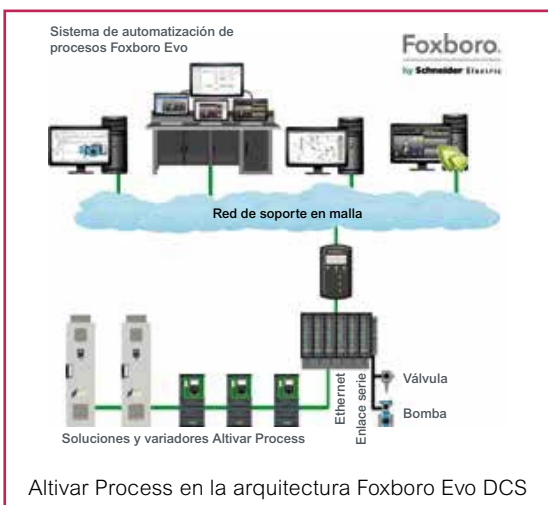 Sistema de automatización de
procesos Foxboro Evo
Foxboro.
by Schneider Electric
Red de soporte en malla
Ethernet
Enlace serie
Válvula
Bomba
Soluciones y variadores Altivar Process
Altivar Process en la arquitectura Foxboro Evo DCS